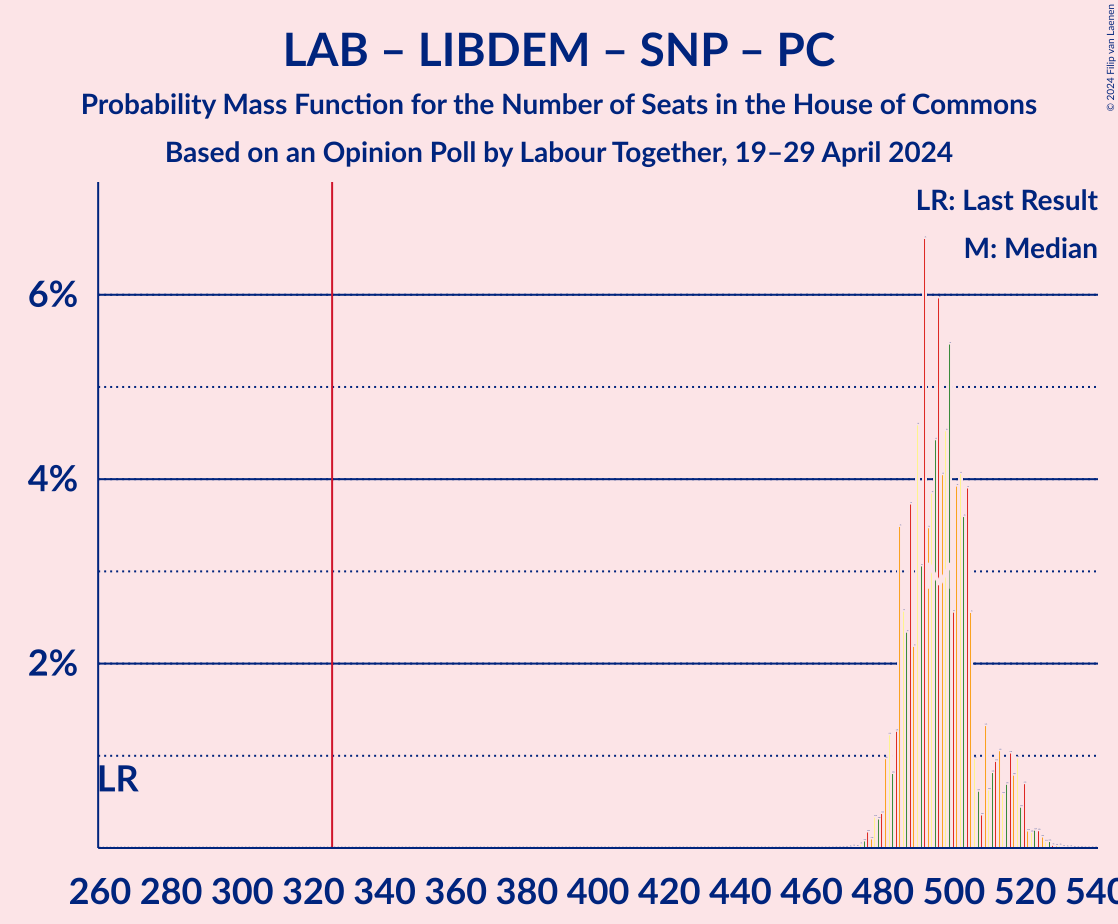 LAB – LIBDEM – SNP – PC
Probability Mass Function for the Number of Seats in the House of Commons
Based on an Opinion Poll by Labour Together, 19–29 April 2024
© 2024 Filip van Laenen
LR: Last Result
M: Median
6%
4%
2%
LR
260 280 300 320 340 360 380 400 420 440 460 480 500 520 540